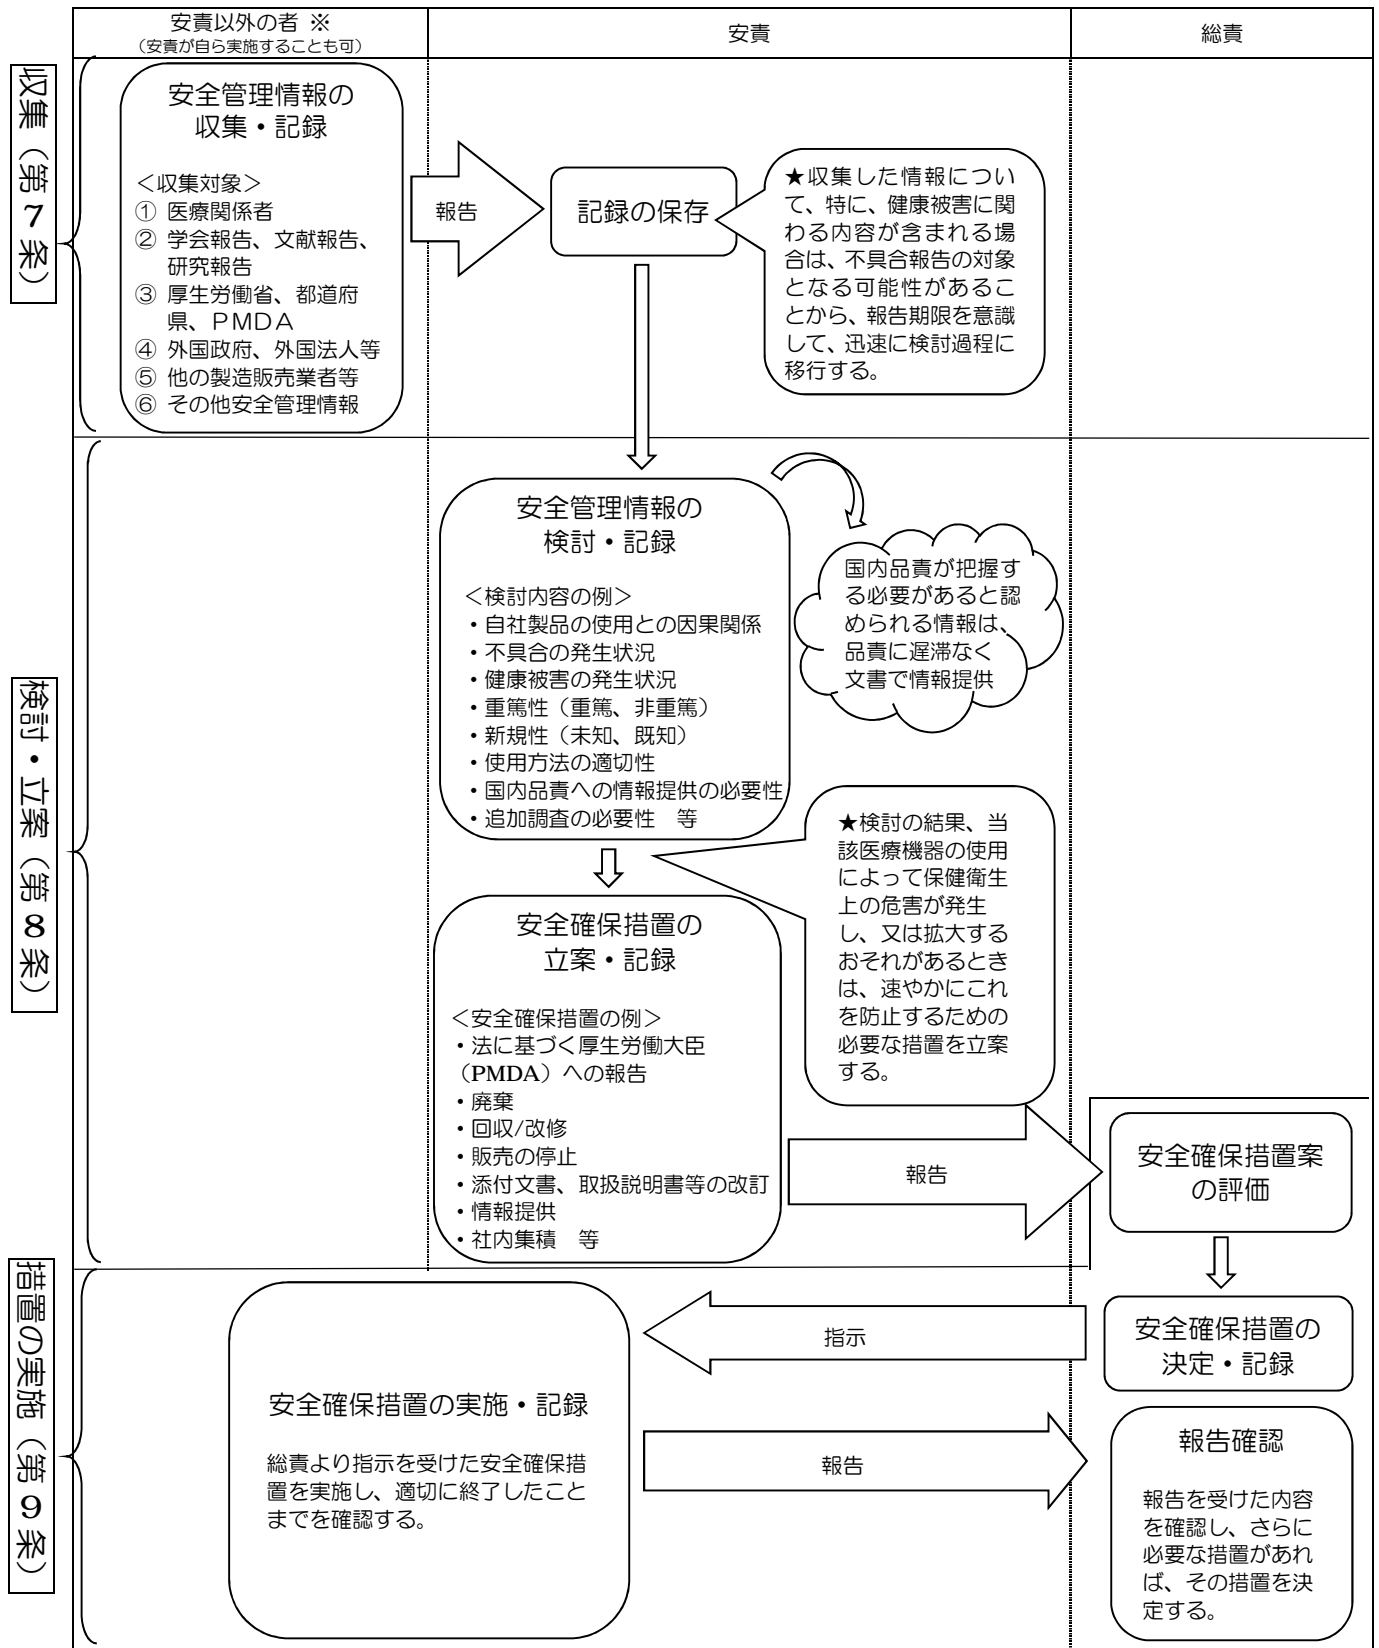 安責以外の者 ※
（安責が自ら実施することも可）
安責
総責
収集（第７条）
安全管理情報の
収集・記録
＜収集対象＞
① 医療関係者
② 学会報告、文献報告、
研究報告
③ 厚生労働省、都道府
県、ＰＭＤＡ
④ 外国政府、外国法人等
⑤ 他の製造販売業者等
⑥ その他安全管理情報
報告
記録の保存
★収集した情報につい
て、特に、健康被害に関
わる内容が含まれる場
合は、不具合報告の対象
となる可能性があるこ
とから、報告期限を意識
して、迅速に検討過程に
移行する。
検討・立案（第８条）
安全管理情報の
検討・記録
＜検討内容の例＞
・自社製品の使用との因果関係
・不具合の発生状況
・健康被害の発生状況
・重篤性（重篤、非重篤）
・新規性（未知、既知）
・使用方法の適切性
・国内品責への情報提供の必要性
・追加調査の必要性　等
国内品責が把握す
る必要があると認
められる情報は、
品責に遅滞なく
文書で情報提供
★検討の結果、当
該医療機器の使用
によって保健衛生
上の危害が発生
し、又は拡大する
おそれがあるとき
は、速やかにこれ
を防止するための
必要な措置を立案
する。
安全確保措置の
立案・記録
＜安全確保措置の例＞
・法に基づく厚生労働大臣
（PMDA）への報告
・廃棄
・回収/改修
・販売の停止
・添付文書、取扱説明書等の改訂
・情報提供
・社内集積　等
報告
安全確保措置案
の評価
措置の実施（第９条）
安全確保措置の
決定・記録
指示
安全確保措置の実施・記録
総責より指示を受けた安全確保措
置を実施し、適切に終了したこと
までを確認する。
報告
報告確認
報告を受けた内容
を確認し、さらに
必要な措置があれ
ば、その措置を決
定する。